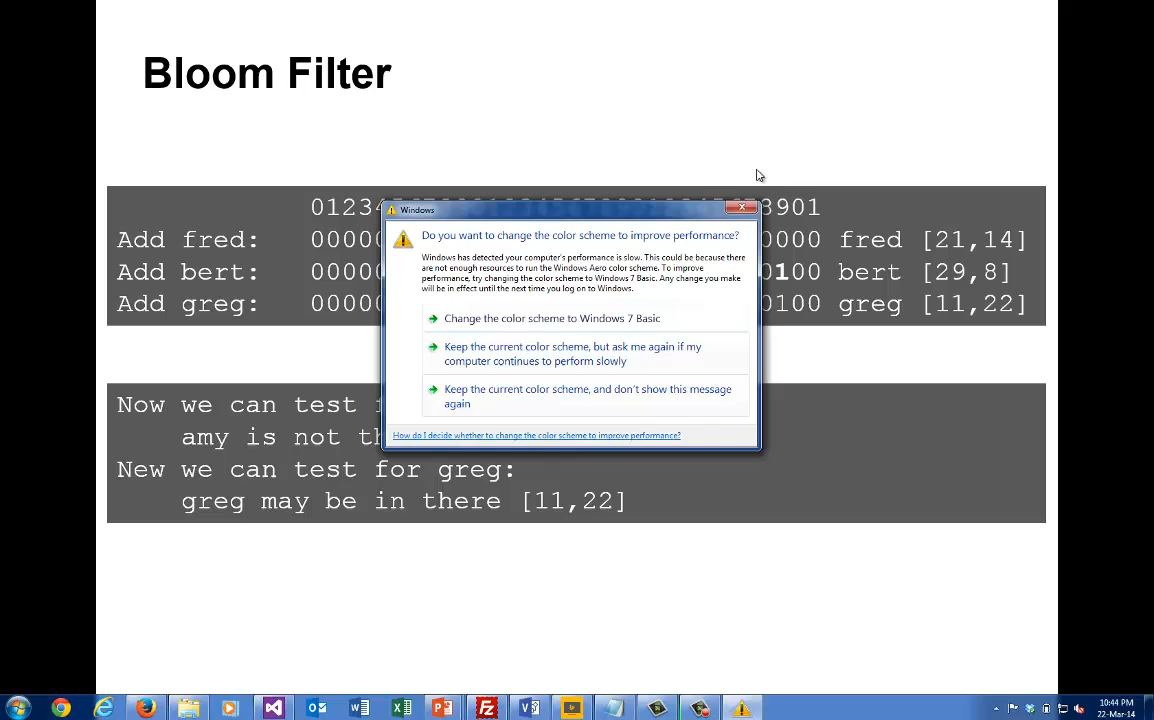 Bloom Filter
01234 8901
Add fred: 00000 0000 fred [21,14]
Add bert: 00000 0100 bert [29,8]
Add greg: 00000 0100 greg [11,22]
Windows
Do you want to change the color scheme to improve performance?
Windows has detected your computer's performance is slow. This could be because there
are not enough resources to run the Windows Aero color scheme. To improve
performance, try changing the color scheme to Windows 7 Basic. Any change you make
will be in effect until the next time you log on to Windows.
Change the color scheme to Windows 7 Basic
Keep the current color scheme, but ask me again if my
computer continues to perform slowly
Keep the current color scheme, and don't show this message
again
How do I decide whether to change the color scheme to improve performance?
Now we can test
amy is not
New we can test for greg:
greg may be in there [11,22]
10:44 PM
22-Mar-14